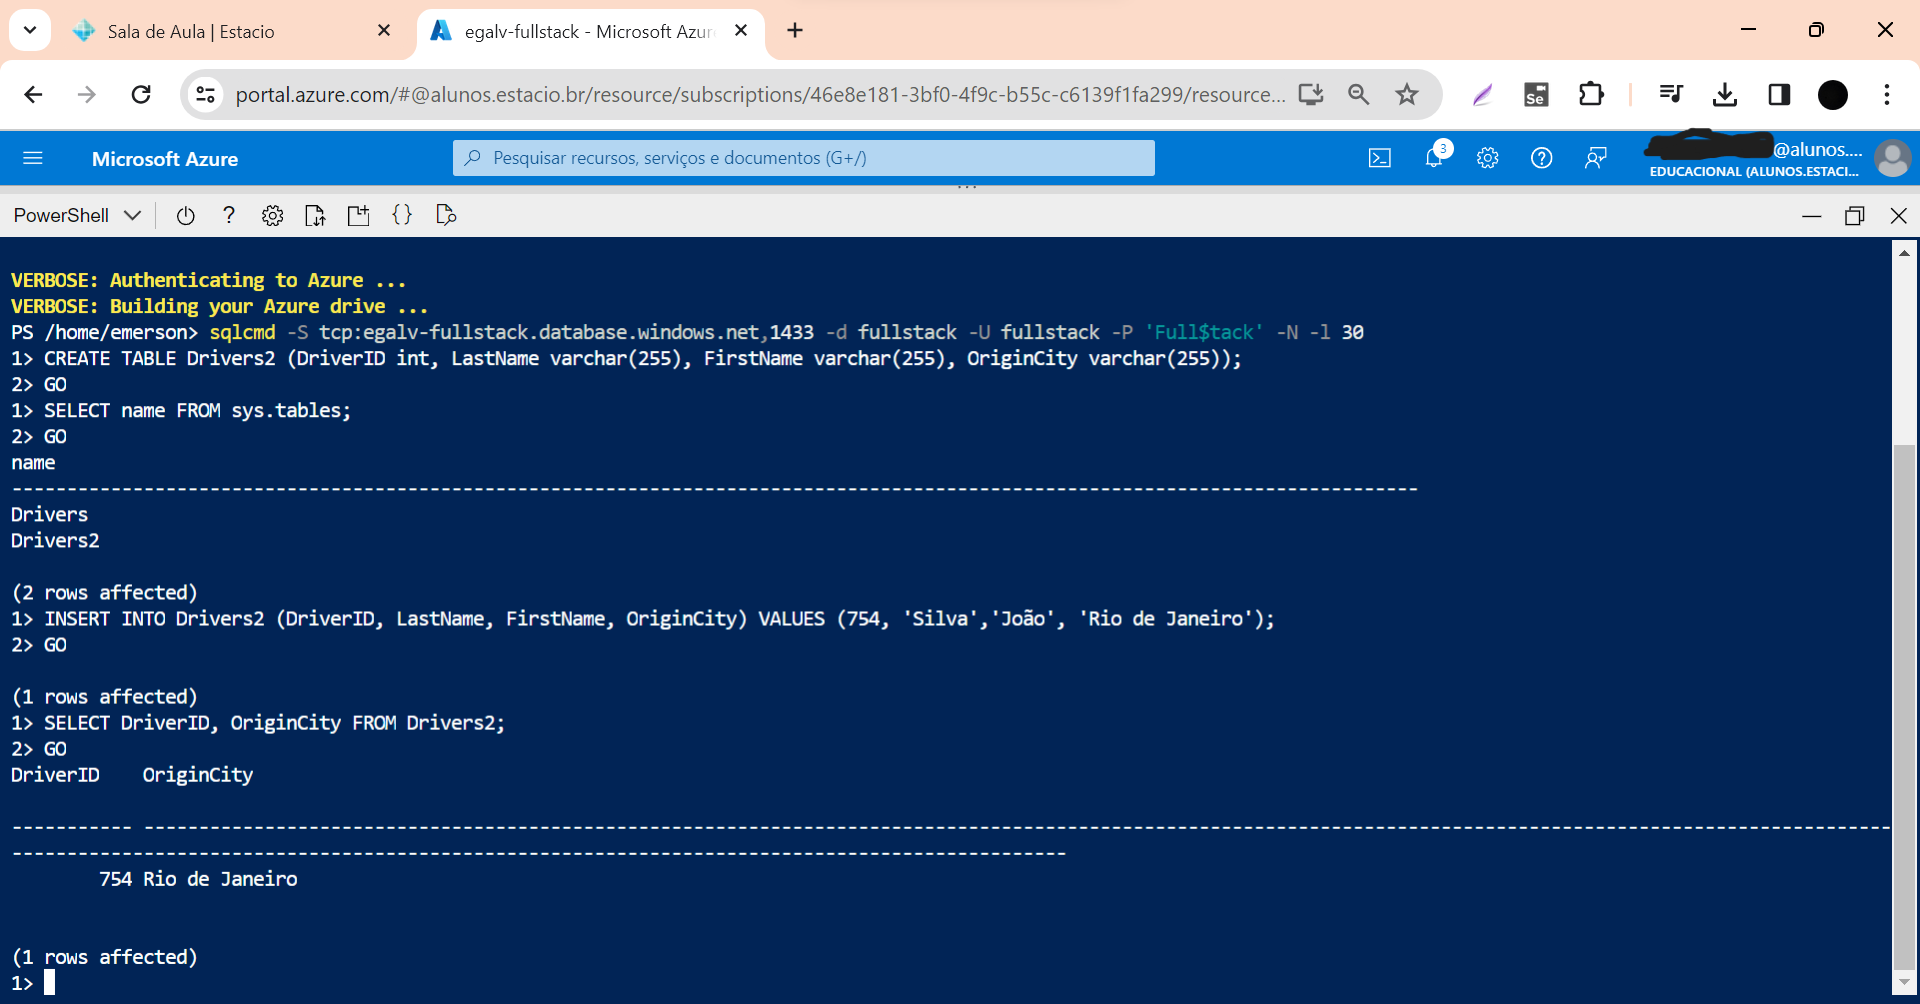 Sala de Aula | Estacio
egalv-fullstack - Microsoft Azur
portal.azure.com/#@alunos.estacio.br/resource/subscriptions/46e8e181-3bf0-4f9c-b55c-c6139f1fa299/resource...
Se
Microsoft Azure
Pesquisar recursos, serviços e documentos (G+/)
3
@alunos....
EDUCACIONAL (ALUNOS.ESTACI...
PowerShell
VERBOSE: Authenticating to Azure ...
VERBOSE: Building your Azure drive ...
PS /home/emerson> sqlcmd -S tcp:egalv-fullstack.database.windows.net,1433 -d fullstack -U fullstack -P 'Full$tack' -N -l 30
1> CREATE TABLE Drivers2 (DriverID int, LastName varchar(255), FirstName varchar(255), OriginCity varchar(255));
2> GO
1> SELECT name FROM sys.tables;
2> GO
name
--------------------------------------------------------------------------------------------------------------------------------
Drivers
Drivers2
(2 rows affected)
1> INSERT INTO Drivers2 (DriverID, LastName, FirstName, OriginCity) VALUES (754, 'Silva','João', 'Rio de Janeiro');
2> GO
(1 rows affected)
1> SELECT DriverID, OriginCity FROM Drivers2;
2> GO
DriverID    OriginCity
----------- ---------------------------------------------------------------------------------------------------------------------------------------------------------------
------------------------------------------------------------------------------------------------
        754 Rio de Janeiro
(1 rows affected)
1>